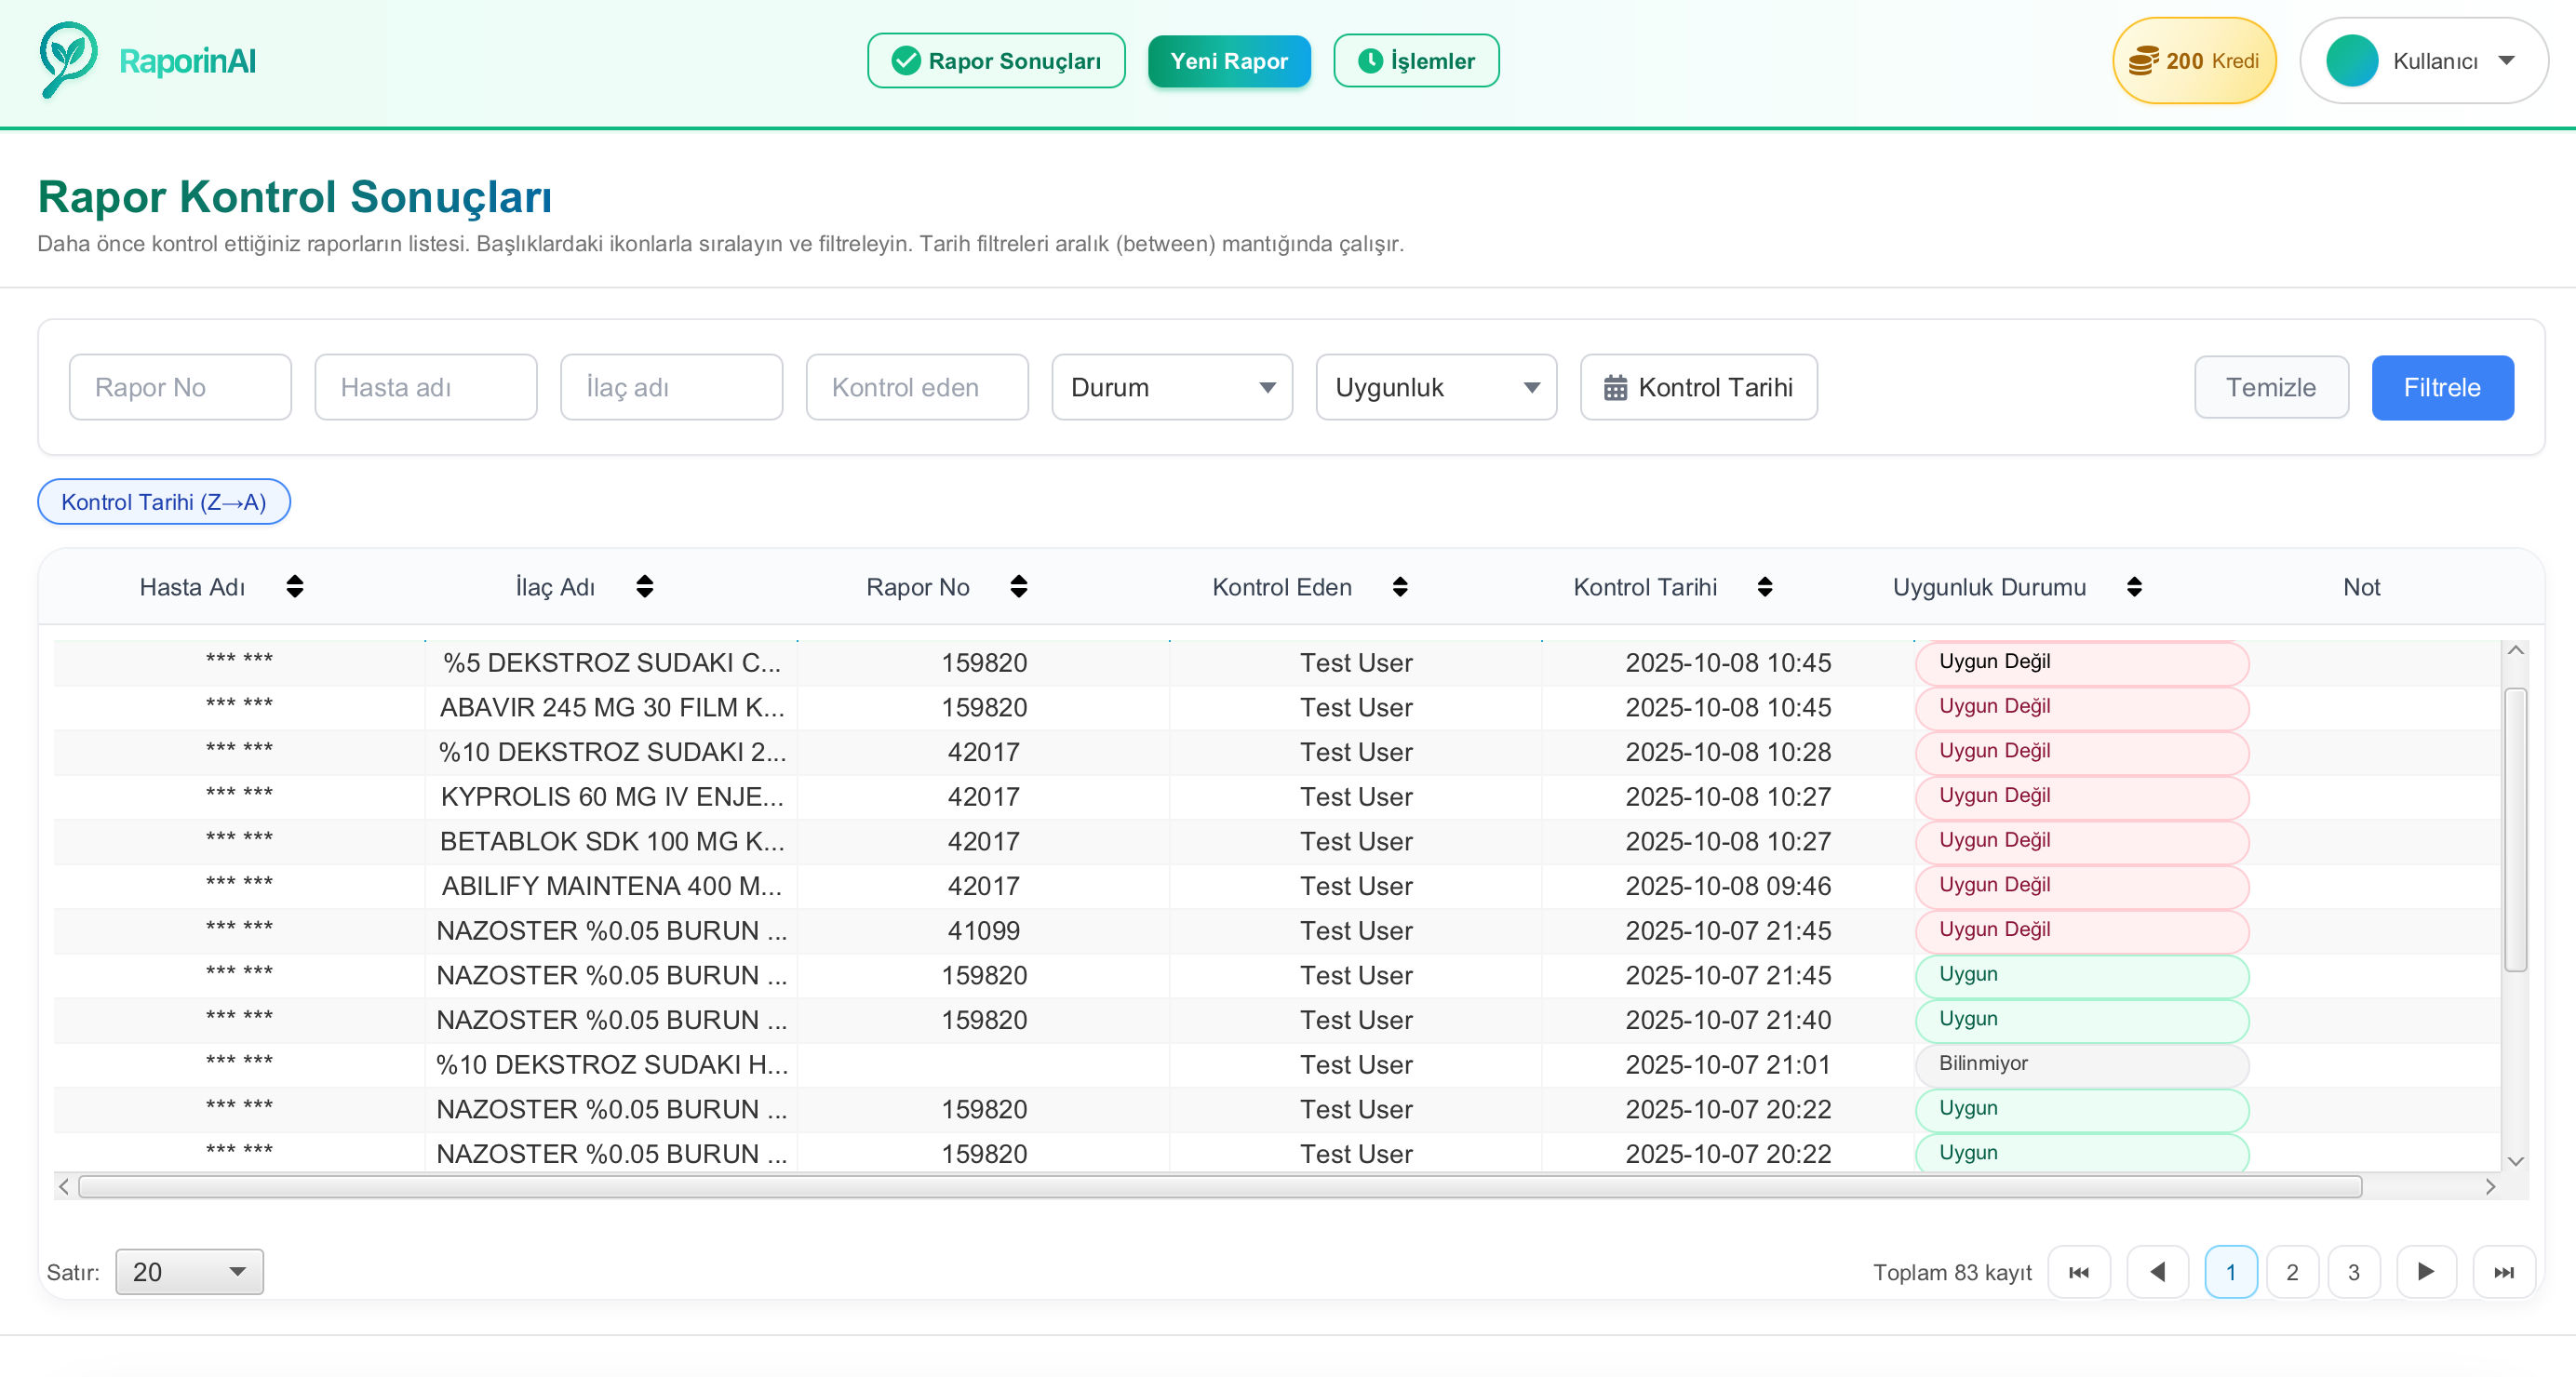 RaporinAI
Rapor Sonuçları
Yeni Rapor
İşlemler
200 Kredi
Kullanıcı
Rapor Kontrol Sonuçları
Daha önce kontrol ettiğiniz raporların listesi. Başlıklardaki ikonlarla sıralayın ve filtreleyin. Tarih filtreleri aralık (between) mantığında çalışır.
Rapor No Hasta adı İlaç adı Kontrol eden Durum Uygunluk Kontrol Tarihi Temizle Filtrele
Kontrol Tarihi (Z→A)
Hasta Adı İlaç Adı Rapor No Kontrol Eden Kontrol Tarihi Uygunluk Durumu Not
*** *** %5 DEKSTROZ SUDAKI C... 159820 Test User 2025-10-08 10:45 Uygun Değil
*** *** ABAVIR 245 MG 30 FILM K... 159820 Test User 2025-10-08 10:45 Uygun Değil
*** *** %10 DEKSTROZ SUDAKI 2... 42017 Test User 2025-10-08 10:28 Uygun Değil
*** *** KYPROLIS 60 MG IV ENJE... 42017 Test User 2025-10-08 10:27 Uygun Değil
*** *** BETABLOK SDK 100 MG K... 42017 Test User 2025-10-08 10:27 Uygun Değil
*** *** ABILIFY MAINTENA 400 M... 42017 Test User 2025-10-08 09:46 Uygun Değil
*** *** NAZOSTER %0.05 BURUN ... 41099 Test User 2025-10-07 21:45 Uygun Değil
*** *** NAZOSTER %0.05 BURUN ... 159820 Test User 2025-10-07 21:45 Uygun
*** *** NAZOSTER %0.05 BURUN ... 159820 Test User 2025-10-07 21:40 Uygun
*** *** %10 DEKSTROZ SUDAKI H... Test User 2025-10-07 21:01 Bilinmiyor
*** *** NAZOSTER %0.05 BURUN ... 159820 Test User 2025-10-07 20:22 Uygun
*** *** NAZOSTER %0.05 BURUN ... 159820 Test User 2025-10-07 20:22 Uygun
Satır: 20 Toplam 83 kayıt 1 2 3